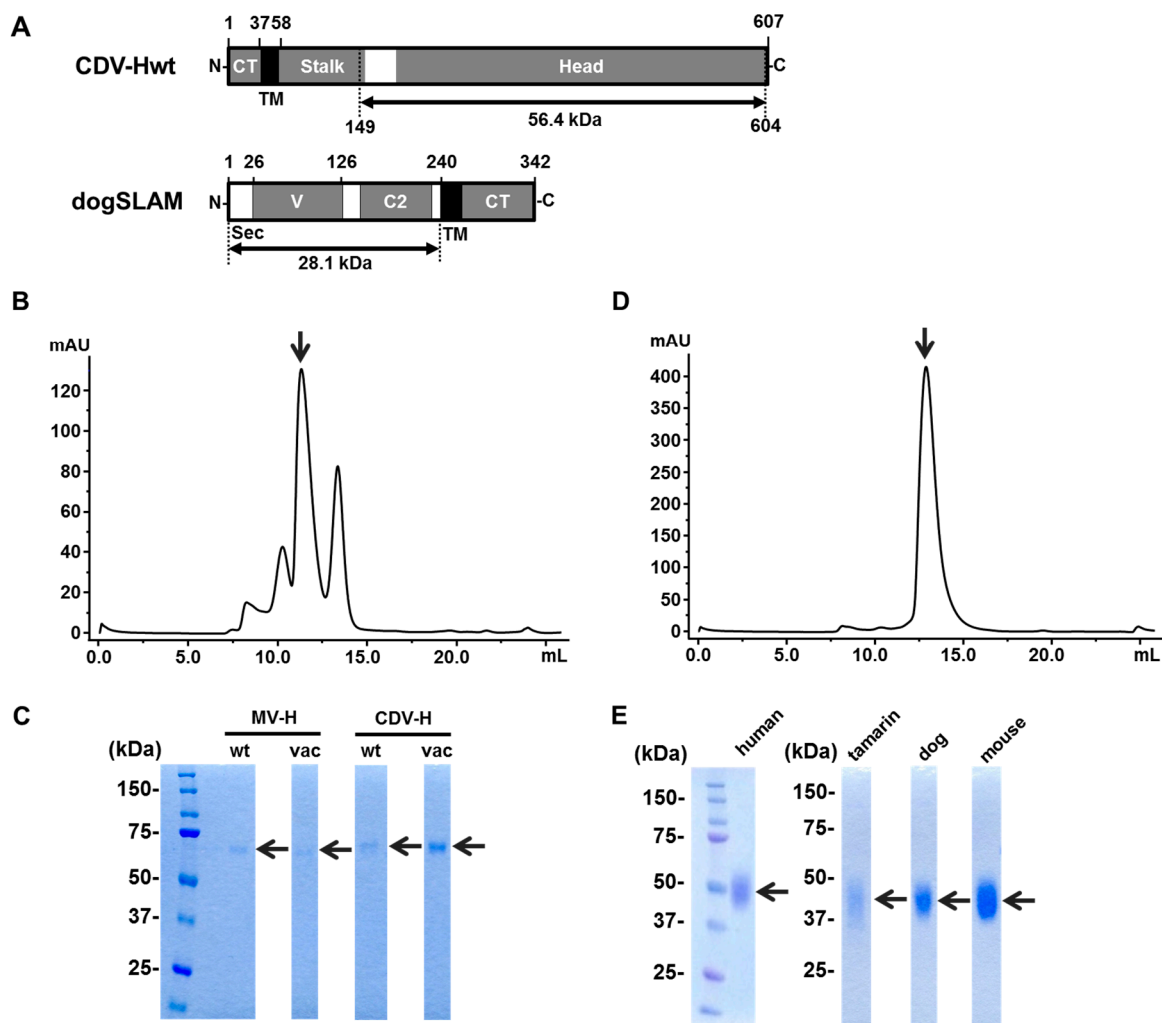 A
1 37 58 607
CDV-Hwt N- CT Stalk Head -C
TM
149 56.4 kDa 604
1 26 126 240 342
dogSLAM N- V C2 CT -C
Sec TM
28.1 kDa
B
mAU
120
100
80
60
40
20
0
0.0 5.0 10.0 15.0 20.0 mL
D
mAU
400
350
300
250
200
150
100
50
0
0.0 5.0 10.0 15.0 20.0 mL
C
MV-H CDV-H
(kDa) wt vac wt vac
150-
75-
50-
37-
25-
E
(kDa) human
150-
75-
50-
37-
25-
(kDa) tamarin dog mouse
150-
75-
50-
37-
25-